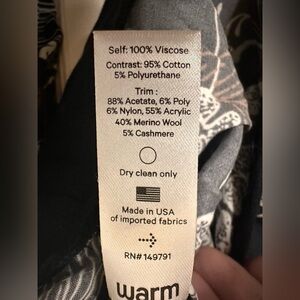 Self: 100% Viscose
Contrast: 95% Cotton
5% Polyurethane
Trim :
88% Acetate, 6% Poly
6% Nylon, 55% Acrylic
40% Merino Wool
5% Cashmere
Dry clean only
Made in USA
of imported fabrics
RN# 149791
warm